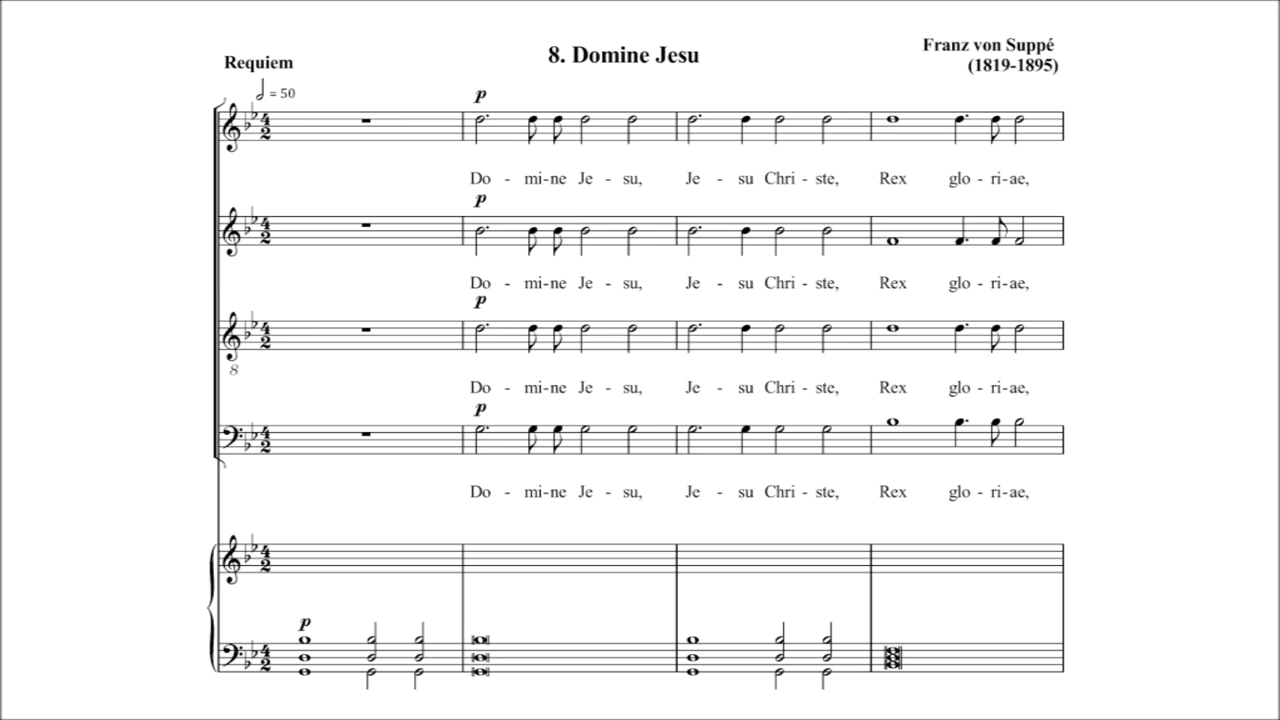 8. Domine Jesu
Franz von Suppé
(1819-1895)
Requiem
= 50
p
Do - mi-ne Je - su, Je - su Chri - ste, Rex glo - ri-ae,
p
Do - mi-ne Je - su, Je - su Chri - ste, Rex glo - ri-ae,
p
8
Do - mi-ne Je - su, Je - su Chri - ste, Rex glo - ri-ae,
p
Do - mi-ne Je - su, Je - su Chri - ste, Rex glo - ri-ae,
p